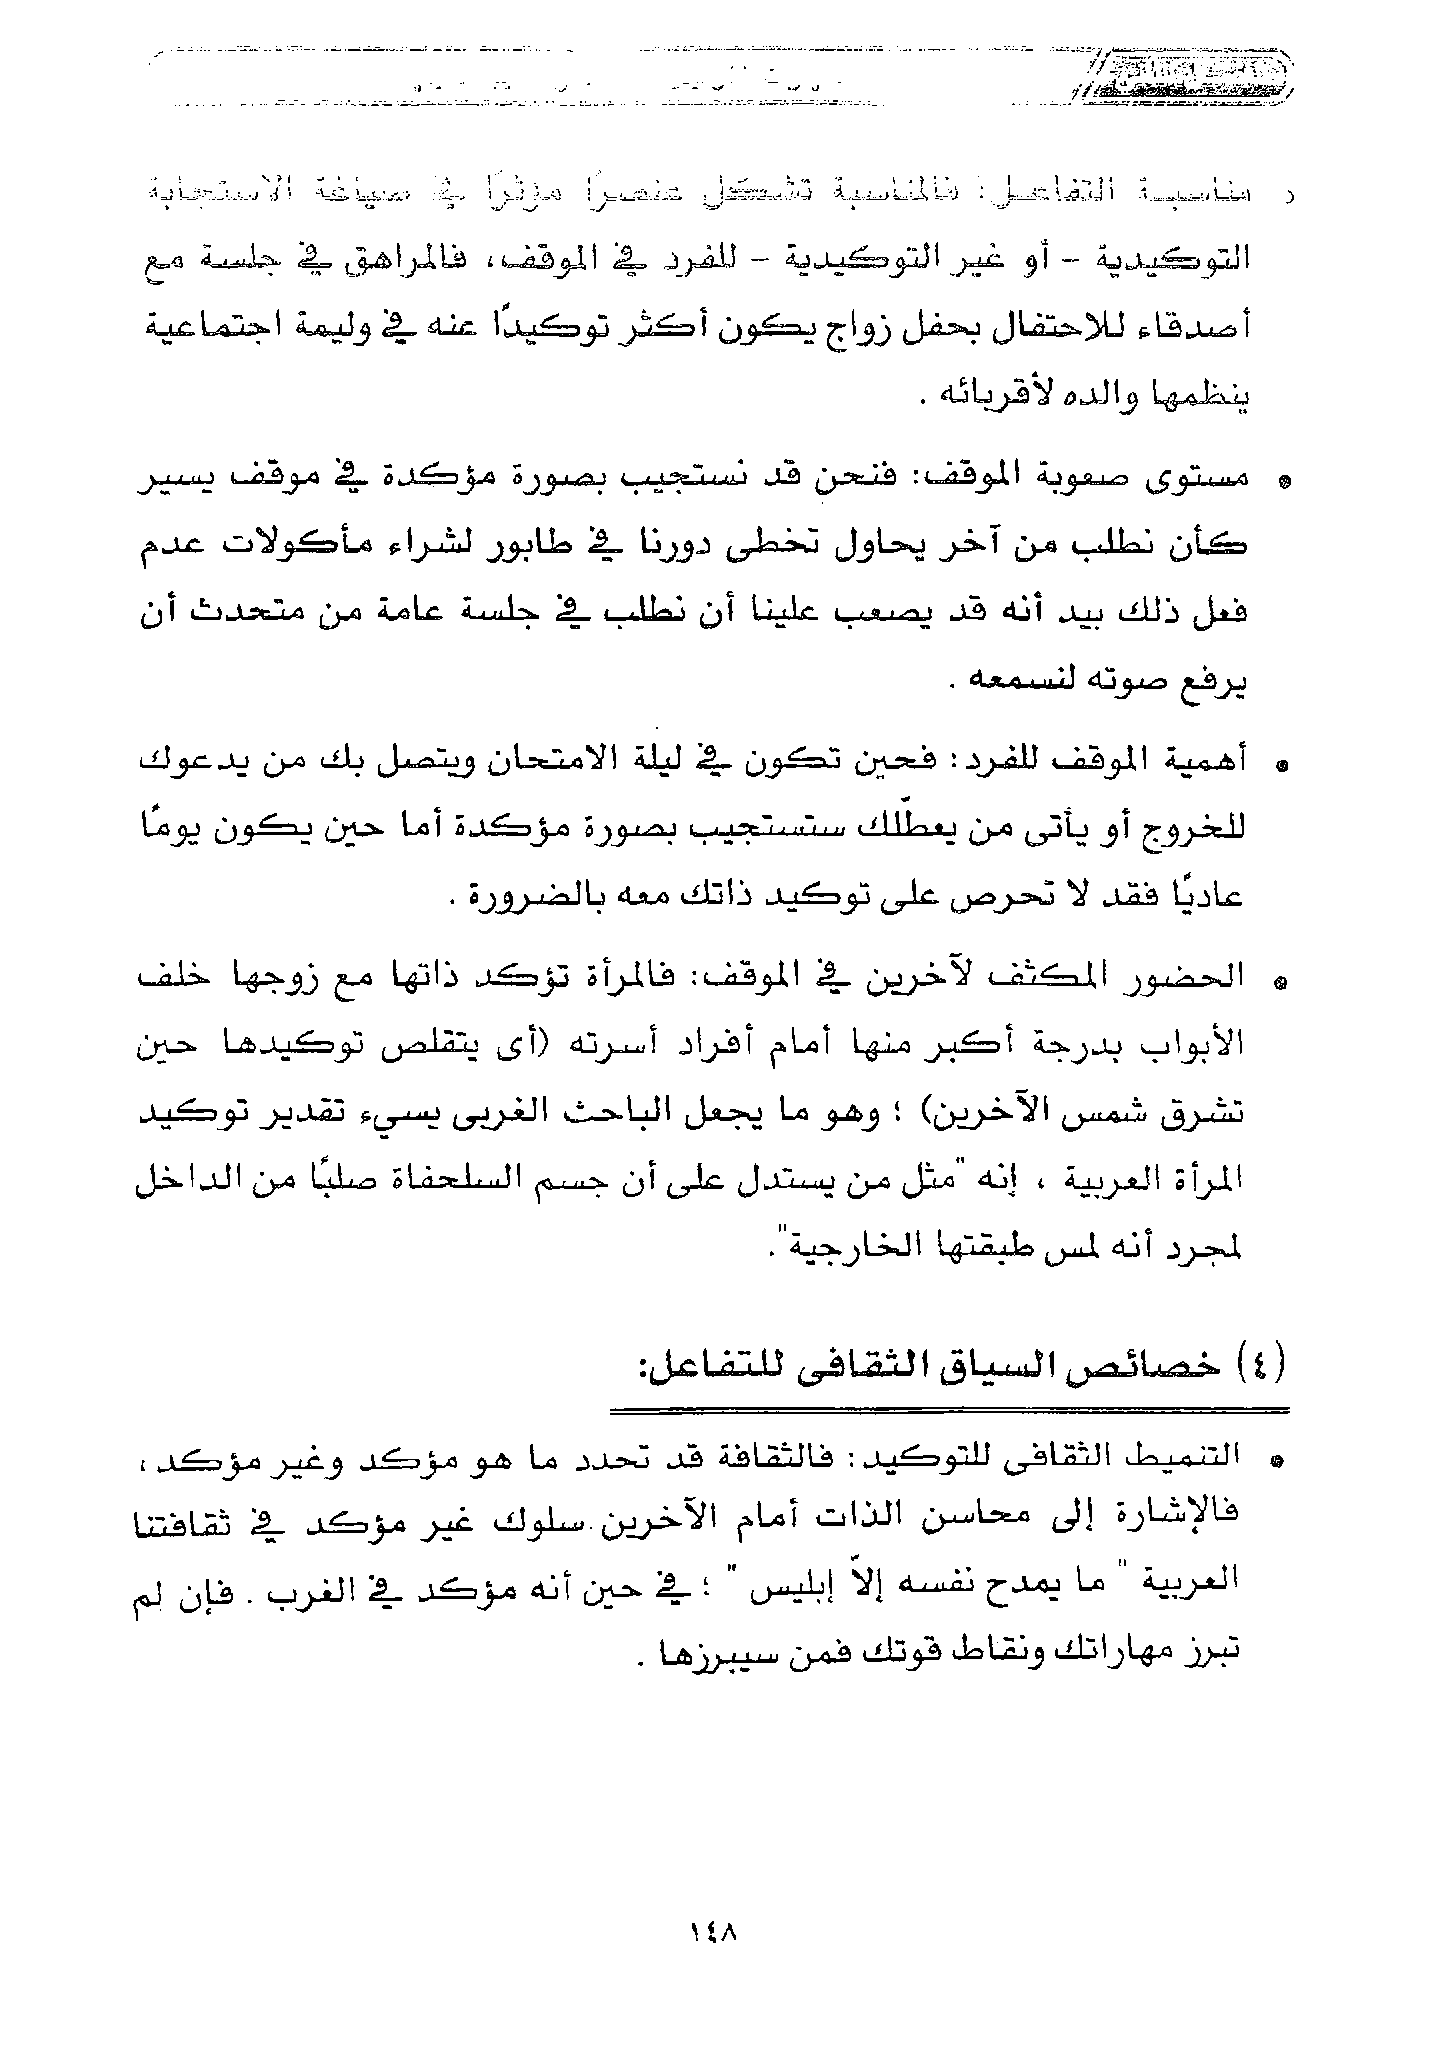 مناسبة التفاعل: فالمناسبة تشكل عنصرًا مؤثرًا في صياغة الاستجابة
التوكيدية - أو غير التوكيدية - للفرد في الموقف، فالمراهق في جلسة مع
أصدقاء للاحتفال بحفل زواج يكون أكثر توكيدًا عنه في وليمة اجتماعية
ينظمها والده لأقربائه .
• مستوى صعوبة الموقف: فنحن قد نستجيب بصورة مؤكدة في موقف يسير
كأن نطلب من آخر يحاول تخطى دورنا في طابور لشراء مأكولات عدم
فعل ذلك بيد أنه قد يصعب علينا أن نطلب في جلسة عامة من متحدث أن
يرفع صوته لنسمعه .
• أهمية الموقف للفرد: فحين تكون في ليلة الامتحان ويتصل بك من يدعوك
للخروج أو يأتى من يعطّلك ستستجيب بصورة مؤكدة أما حين يكون يومًا
عاديًا فقد لا تحرص على توكيد ذاتك معه بالضرورة .
• الحضور المكثف لآخرين في الموقف: فالمرأة تؤكد ذاتها مع زوجها خلف
الأبواب بدرجة أكبر منها أمام أفراد أسرته (أى يتقلص توكيدها حين
تشرق شمس الآخرين) ؛ وهو ما يجعل الباحث الغربى يسيء تقدير توكيد
المرأة العربية ، إنه "مثل من يستدل على أن جسم السلحفاة صلبًا من الداخل
لمجرد أنه لمس طبقتها الخارجية".
(٤) خصائص السياق الثقافى للتفاعل:
• التنميط الثقافى للتوكيد: فالثقافة قد تحدد ما هو مؤكد وغير مؤكد،
فالإشارة إلى محاسن الذات أمام الآخرين سلوك غير مؤكد في ثقافتنا
العربية " ما يمدح نفسه إلاّ إبليس " ؛ في حين أنه مؤكد في الغرب . فإن لم
تبرز مهاراتك ونقاط قوتك فمن سيبرزها .
١٤٨